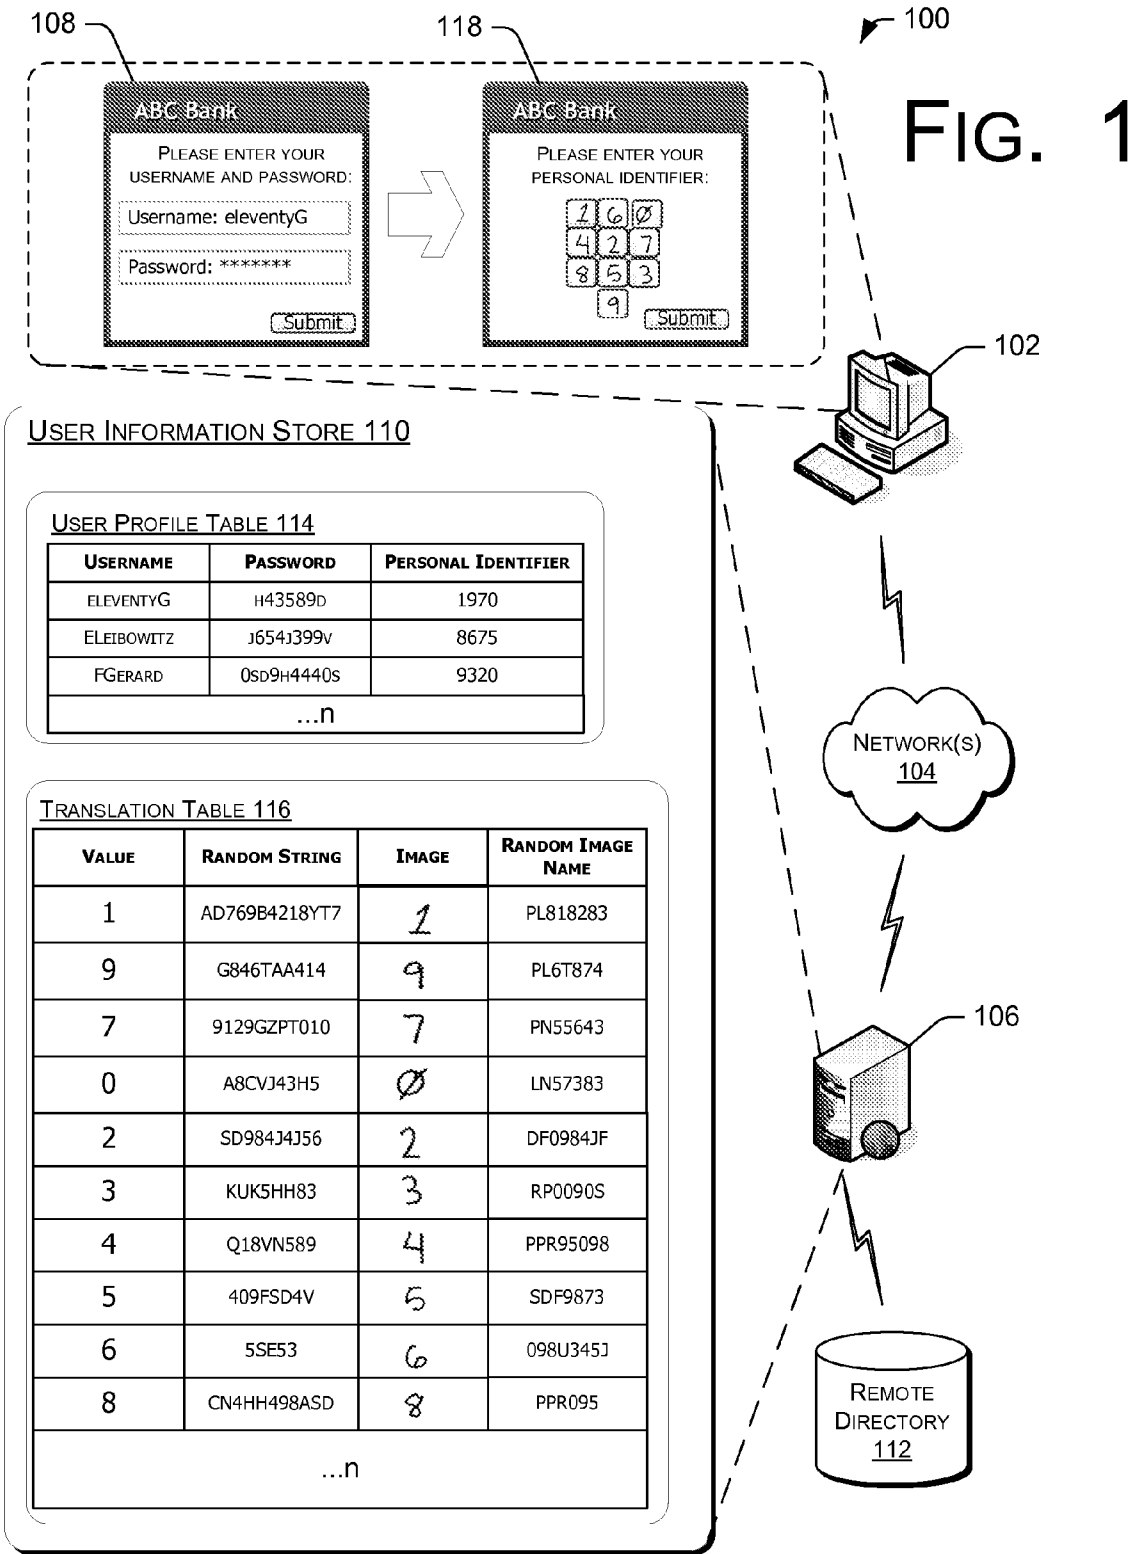 108
118
100
FIG. 1
ABC Bank
PLEASE ENTER YOUR
USERNAME AND PASSWORD:
Username: eleventyG
Password: *******
Submit
ABC Bank
PLEASE ENTER YOUR
PERSONAL IDENTIFIER:
1 6 0
4 2 7
8 5 3
9
Submit
102
USER INFORMATION STORE 110
USER PROFILE TABLE 114
USERNAME PASSWORD PERSONAL IDENTIFIER
ELEVENTYG H43589D 1970
ELEIBOWITZ J654J399V 8675
FGERARD 0SD9H4440S 9320
...n
NETWORK(S)
104
TRANSLATION TABLE 116
VALUE RANDOM STRING IMAGE RANDOM IMAGE
NAME
1 AD769B4218YT7 1 PL818283
9 G846TAA414 9 PL6T874
7 9129GZPT010 7 PN55643
0 A8CVJ43H5 0 LN57383
2 SD984J4J56 2 DF0984JF
3 KUK5HH83 3 RP0090S
4 Q18VN589 4 PPR95098
5 409FSD4V 5 SDF9873
6 5SE53 6 098U345J
8 CN4HH498ASD 8 PPR095
...n
106
REMOTE
DIRECTORY
112